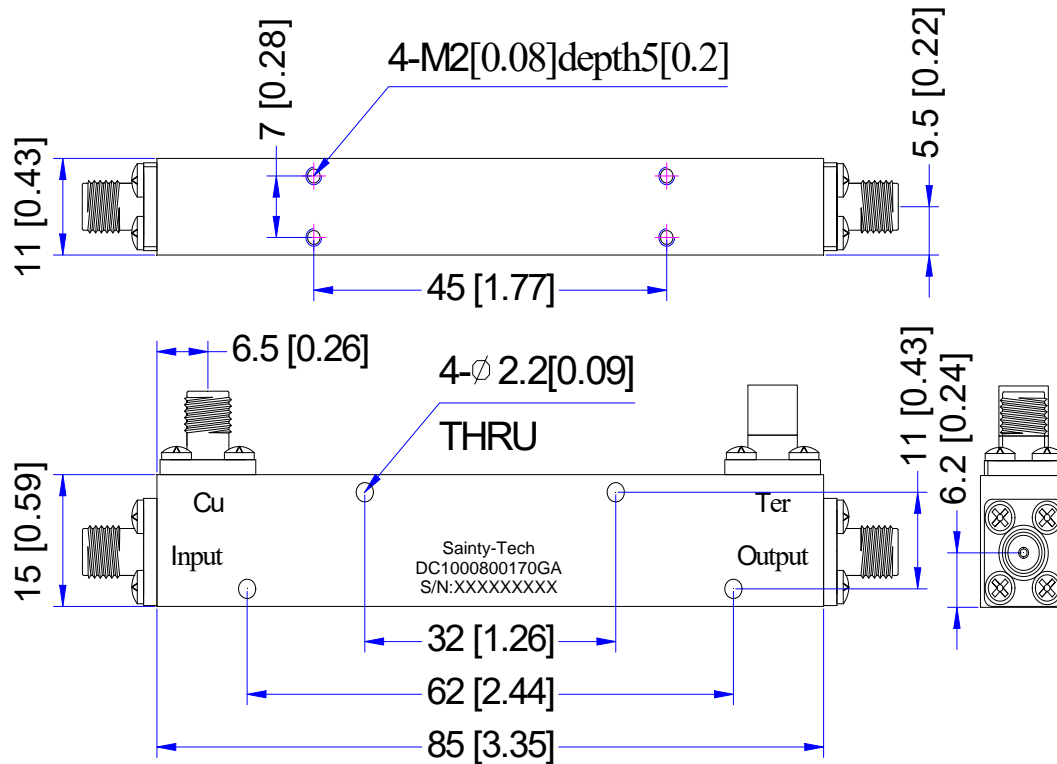 4-M2[0.08]depth5[0.2]
7 [0.28]
5.5 [0.22]
11 [0.43]
45 [1.77]
6.5 [0.26]
4-∅ 2.2[0.09]
THRU
11 [0.43]
6.2 [0.24]
15 [0.59]
Cu
Ter
Input
Output
Sainty-Tech
DC1000800170GA
S/N:XXXXXXXXX
32 [1.26]
62 [2.44]
85 [3.35]